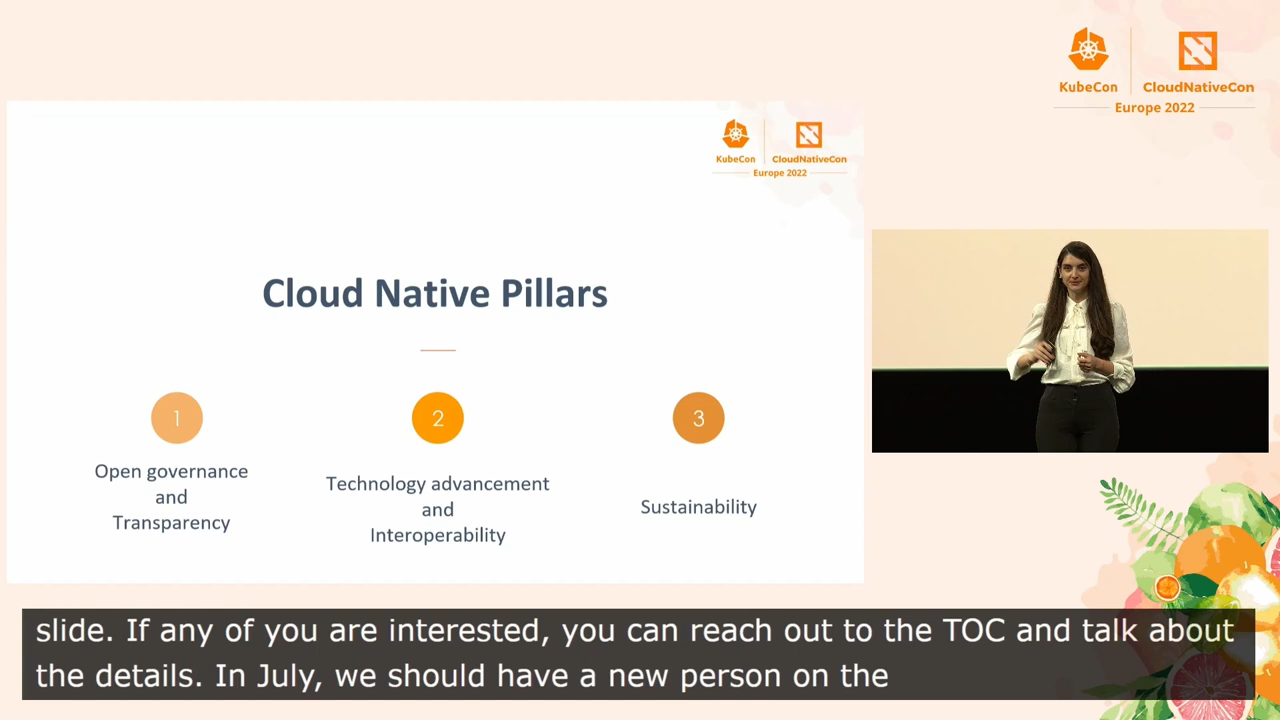 KubeCon
CloudNativeCon
Europe 2022
KubeCon
CloudNativeCon
Europe 2022
Cloud Native Pillars
1
2
3
Open governance
and
Transparency
Technology advancement
and
Interoperability
Sustainability
slide. If any of you are interested, you can reach out to the TOC and talk about
the details. In July, we should have a new person on the